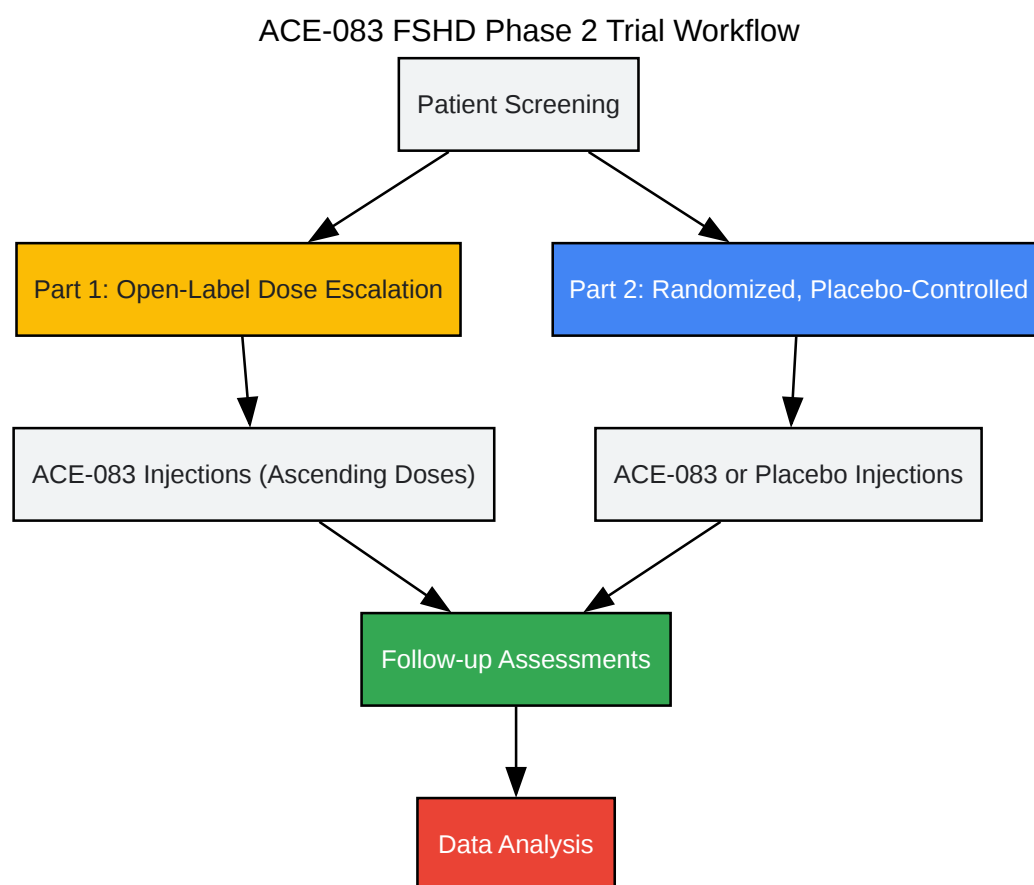 ACE-083 FSHD Phase 2 Trial Workflow
Patient Screening
Part 1: Open-Label Dose Escalation
Part 2: Randomized, Placebo-Controlled
ACE-083 Injections (Ascending Doses)
ACE-083 or Placebo Injections
Follow-up Assessments
Data Analysis